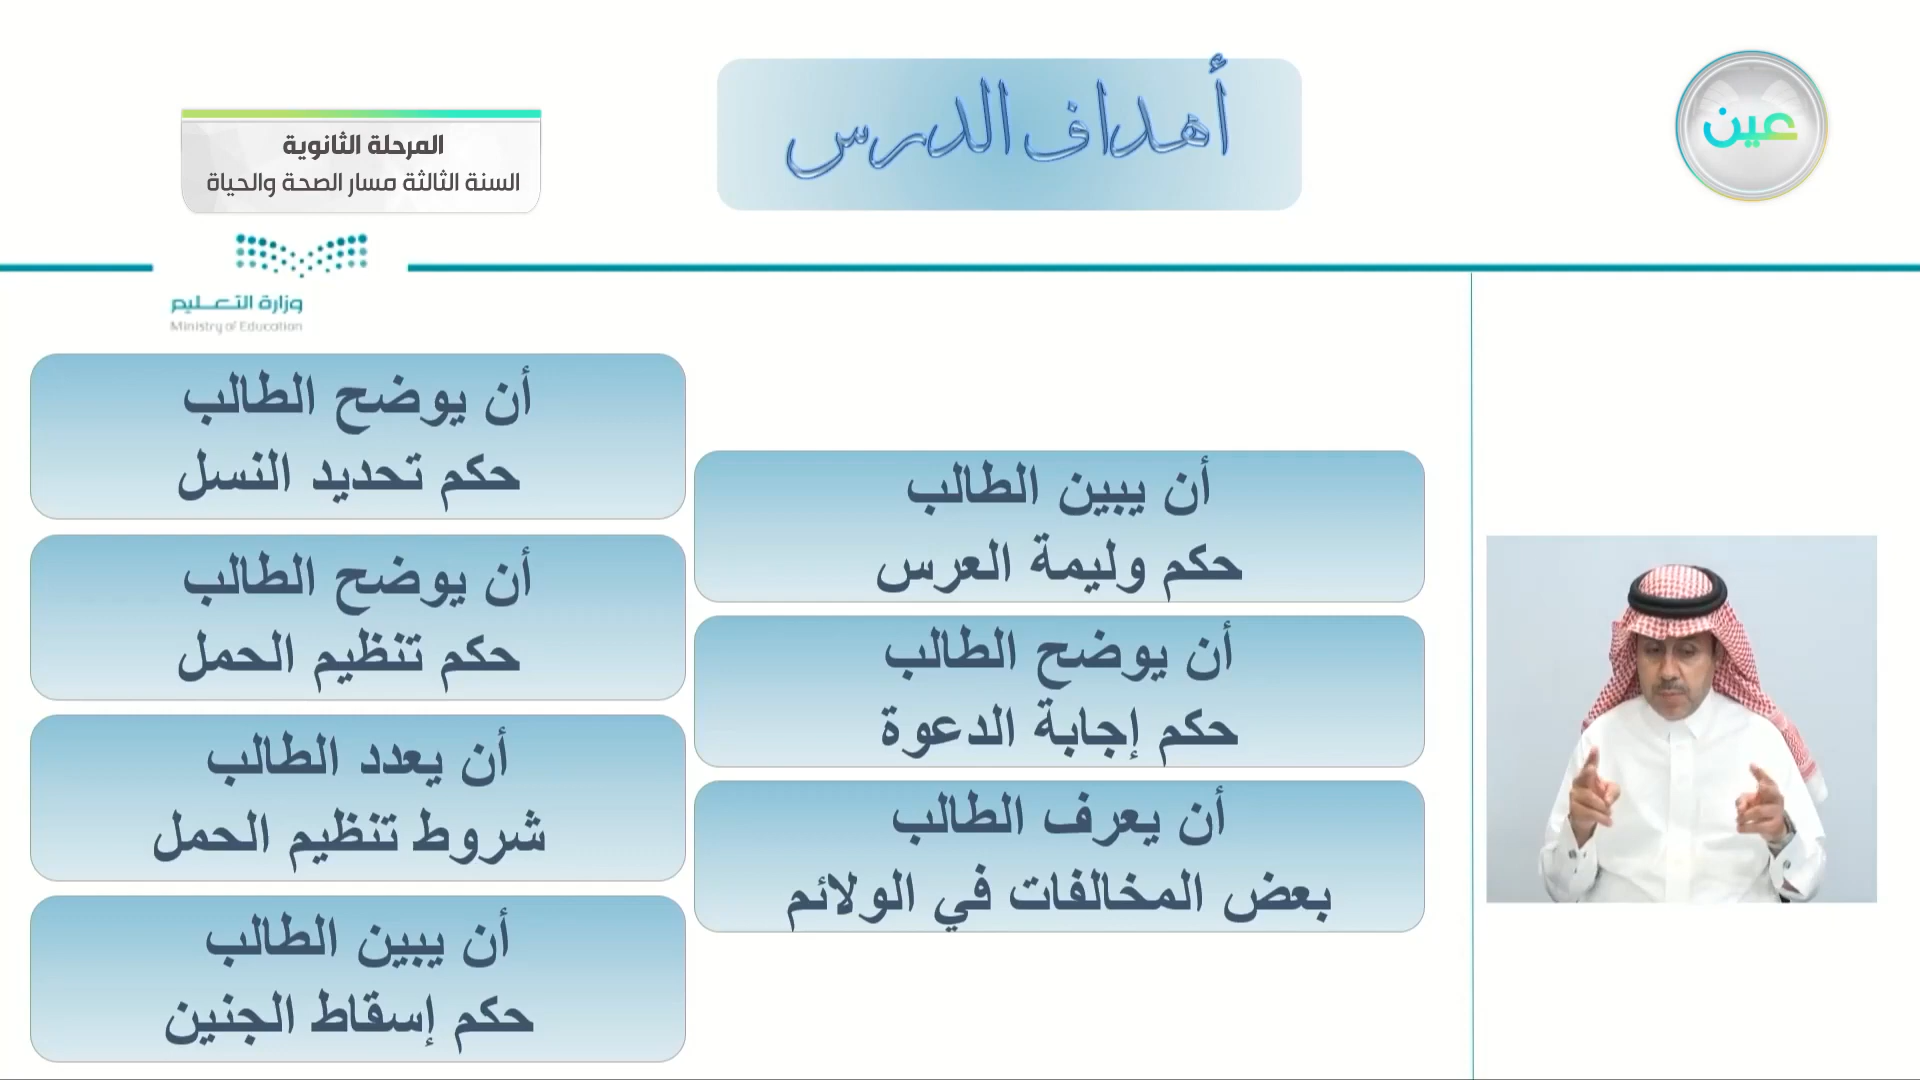 عين
أهداف الدرس
المرحلة الثانوية
السنة الثالثة مسار الصحة والحياة
وزارة التعليم
Ministry of Education
أن يبين الطالب
حكم وليمة العرس
أن يوضح الطالب
حكم إجابة الدعوة
أن يعرف الطالب
بعض المخالفات في الولائم
أن يوضح الطالب
حكم تحديد النسل
أن يوضح الطالب
حكم تنظيم الحمل
أن يعدد الطالب
شروط تنظيم الحمل
أن يبين الطالب
حكم إسقاط الجنين